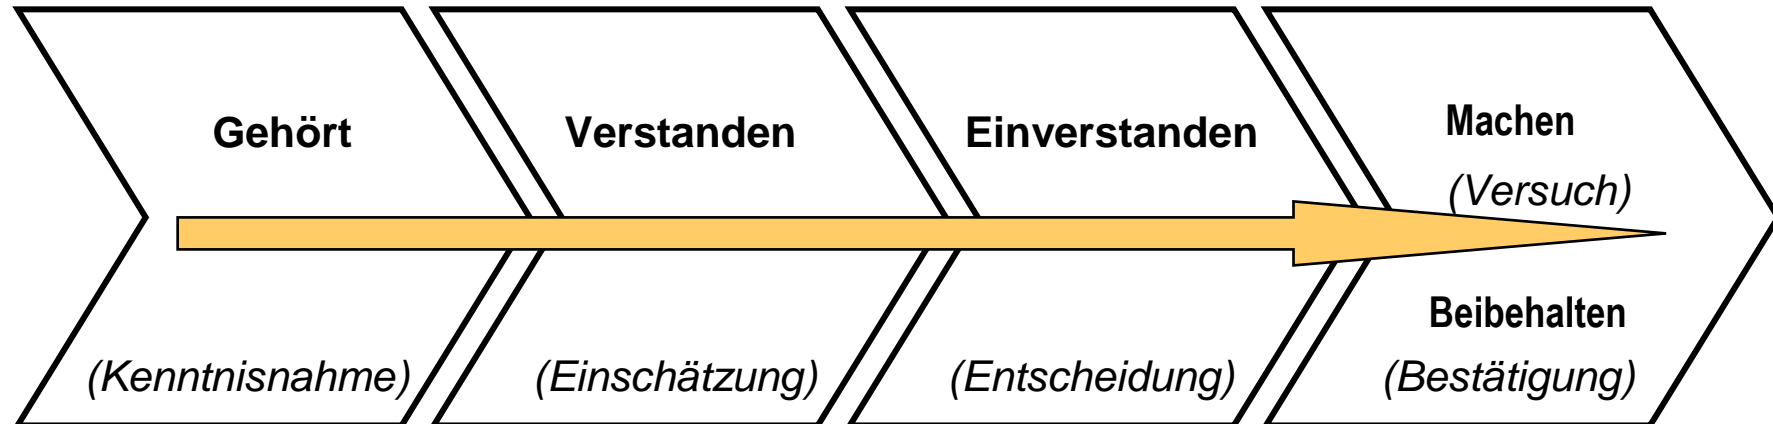 Gehört
(Kenntnisnahme)
Verstanden
(Einschätzung)
Einverstanden
(Entscheidung)
Machen
(Versuch)
Beibehalten
(Bestätigung)